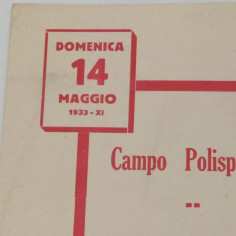 DOMENICA
14
MAGGIO
1933 - XI
Campo Polisp